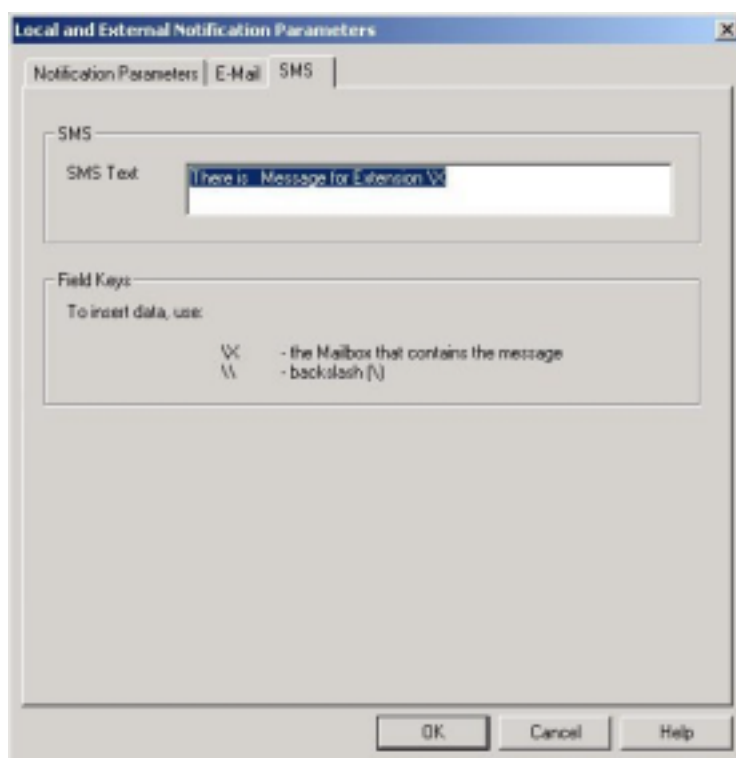 Local and External Notification Parameters
Notification Parameters E-Mail SMS
SMS
SMS Text There is Message for Extension \X
Field Keys
To insert data, use:
\X - the Mailbox that contains the message
\\ - backslash (\)
OK Cancel Help